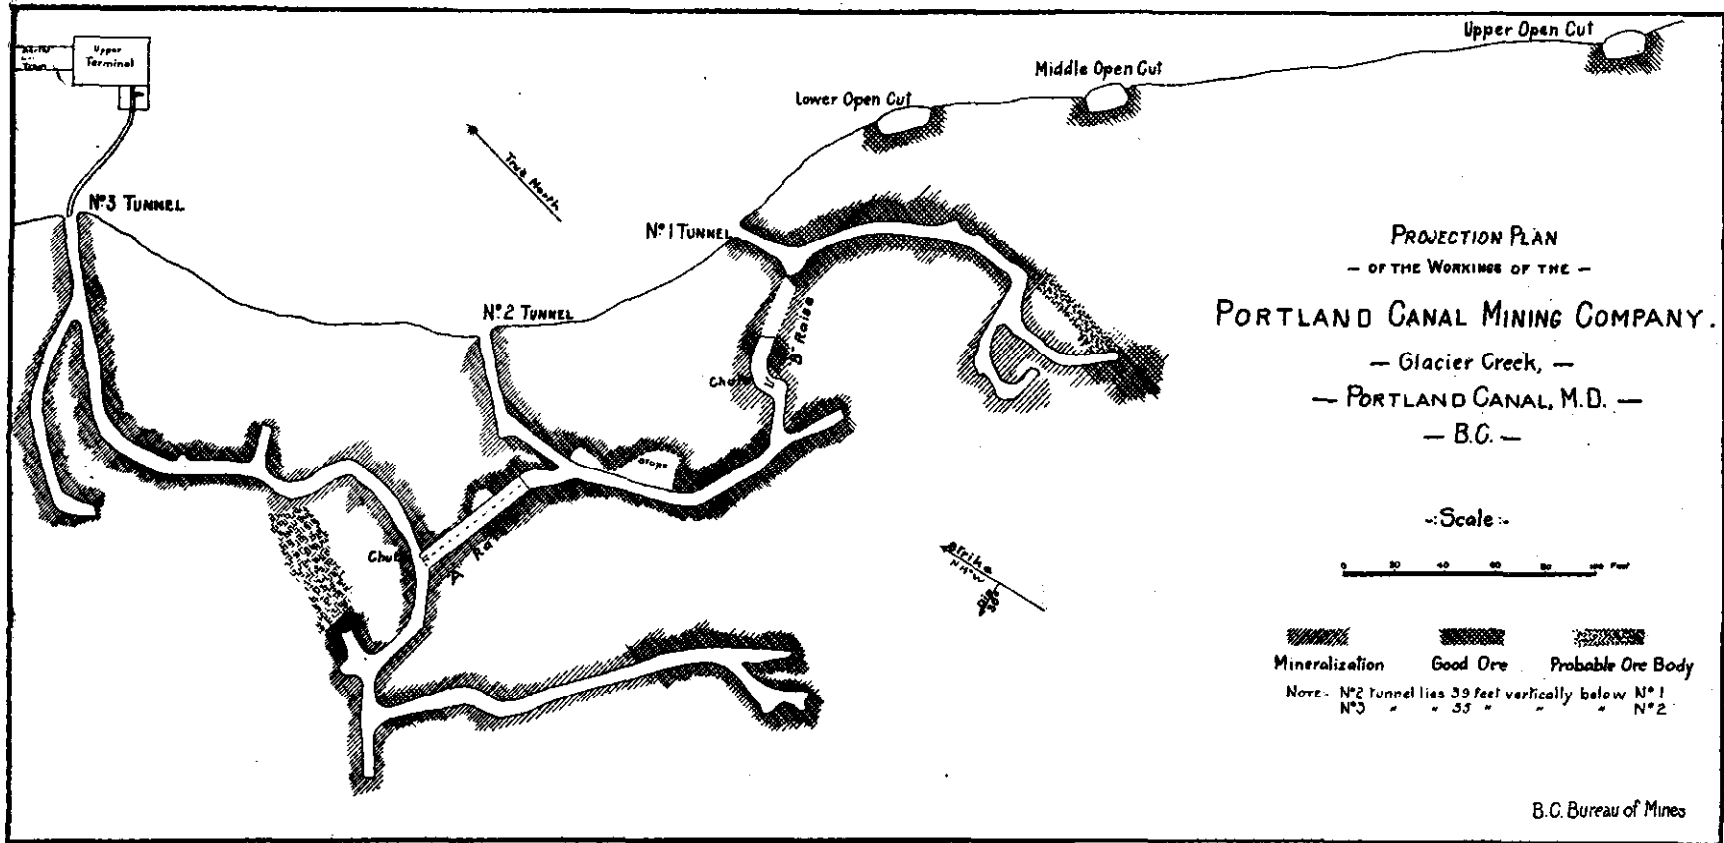 Upper
Terminal
Tram
Upper Open Cut
Middle Open Cut
Lower Open Cut
True North
Nº3 TUNNEL
Nº1 TUNNEL
Nº2 TUNNEL
"B" Raise
Chute
Stope
Chute
"A"
Strike
Dip
PROJECTION PLAN
— OF THE WORKINGS OF THE —
PORTLAND CANAL MINING COMPANY.
— Glacier Creek, —
— PORTLAND CANAL, M.D. —
— B.C. —
-:Scale:-
0 20 40 60 80 100 Feet
Mineralization Good Ore Probable Ore Body
NOTE:- Nº2 tunnel lies 39 feet vertically below Nº1
Nº3 " " 35 " " " Nº2
B.C. Bureau of Mines